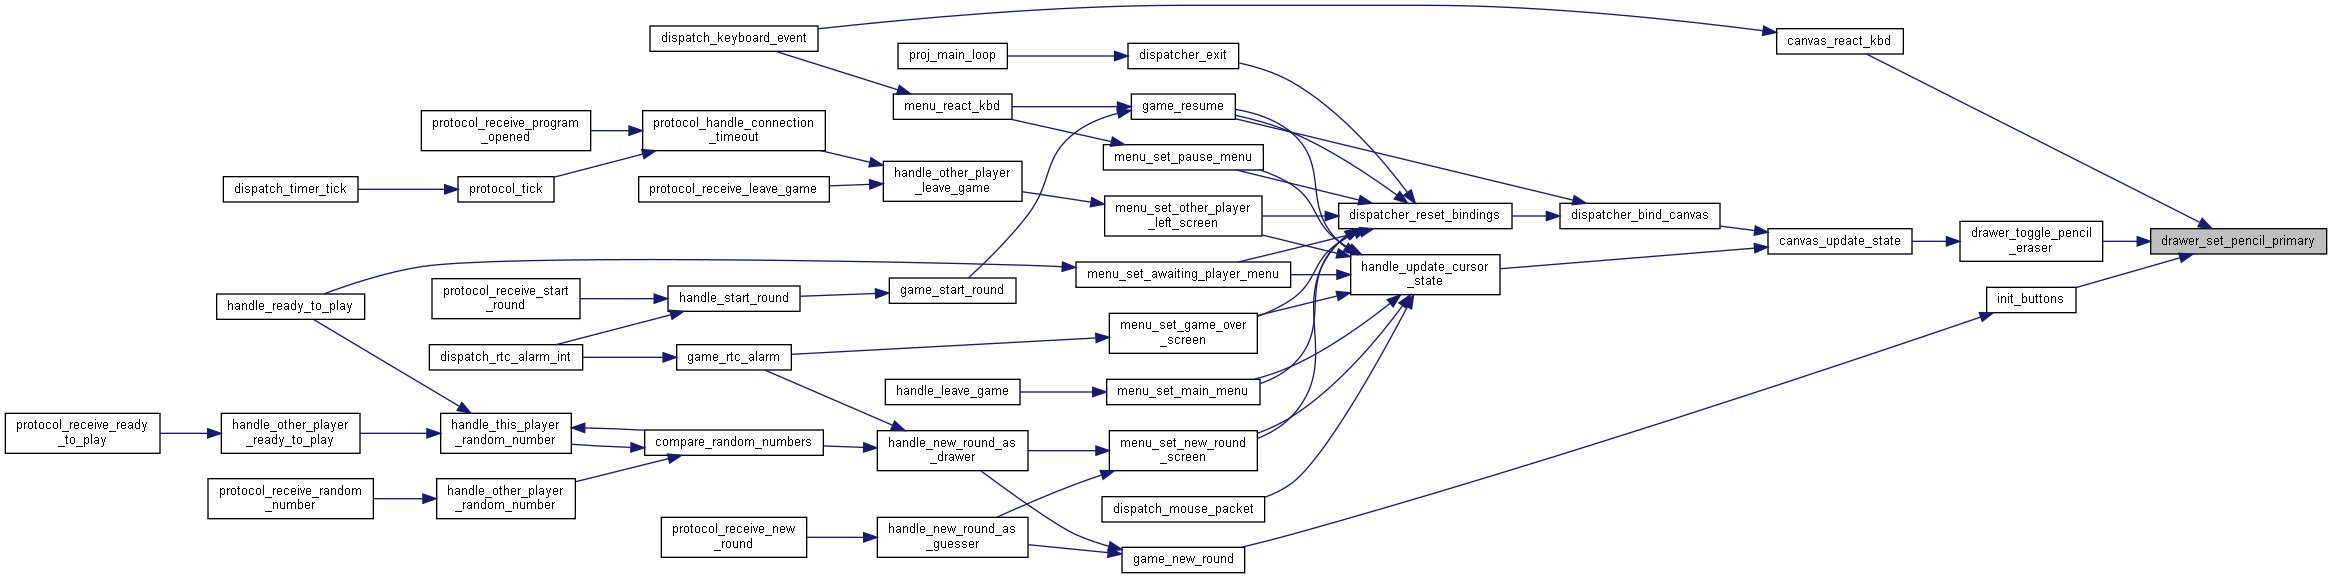 dispatch_keyboard_event
canvas_react_kbd
proj_main_loop
dispatcher_exit
menu_react_kbd
game_resume
protocol_receive_program
_opened
protocol_handle_connection
_timeout
menu_set_pause_menu
handle_other_player
_leave_game
dispatch_timer_tick
protocol_tick
protocol_receive_leave_game
menu_set_other_player
_left_screen
dispatcher_reset_bindings
dispatcher_bind_canvas
drawer_toggle_pencil
_eraser
canvas_update_state
drawer_set_pencil_primary
handle_update_cursor
_state
menu_set_awaiting_player_menu
game_start_round
protocol_receive_start
_round
handle_start_round
handle_ready_to_play
init_buttons
menu_set_game_over
_screen
dispatch_rtc_alarm_int
game_rtc_alarm
handle_leave_game
menu_set_main_menu
protocol_receive_ready
_to_play
handle_other_player
_ready_to_play
handle_this_player
_random_number
compare_random_numbers
handle_new_round_as
_drawer
menu_set_new_round
_screen
protocol_receive_random
_number
handle_other_player
_random_number
dispatch_mouse_packet
protocol_receive_new
_round
handle_new_round_as
_guesser
game_new_round